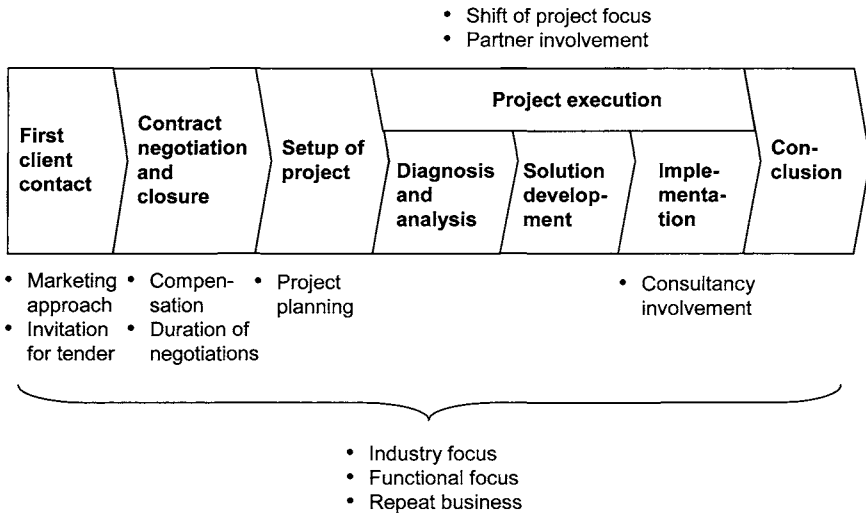 • Shift of project focus
• Partner involvement
First
client
contact
Contract
negotiation
and
closure
Setup of
project
Project execution
Diagnosis
and
analysis
Solution
develop-
ment
Imple-
menta-
tion
Con-
clusion
• Marketing
approach
• Invitation
for tender
• Compen-
sation
• Duration of
negotiations
• Project
planning
• Consultancy
involvement
• Industry focus
• Functional focus
• Repeat business